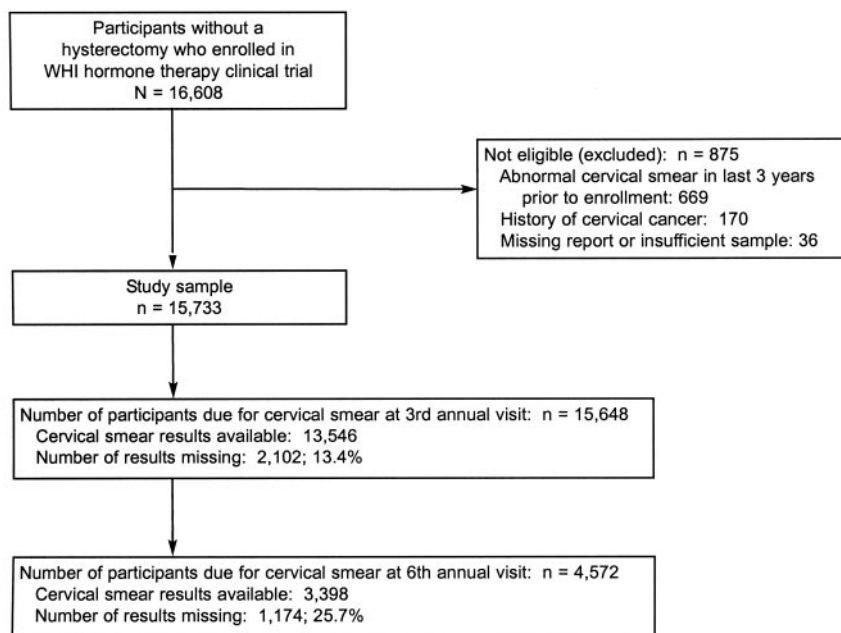 Participants without a
hysterectomy who enrolled in
WHI hormone therapy clinical trial
N = 16,608
Not eligible (excluded): n = 875
Abnormal cervical smear in last 3 years
prior to enrollment: 669
History of cervical cancer: 170
Missing report or insufficient sample: 36
Study sample
n = 15,733
Number of participants due for cervical smear at 3rd annual visit: n = 15,648
Cervical smear results available: 13,546
Number of results missing: 2,102; 13.4%
Number of participants due for cervical smear at 6th annual visit: n = 4,572
Cervical smear results available: 3,398
Number of results missing: 1,174; 25.7%